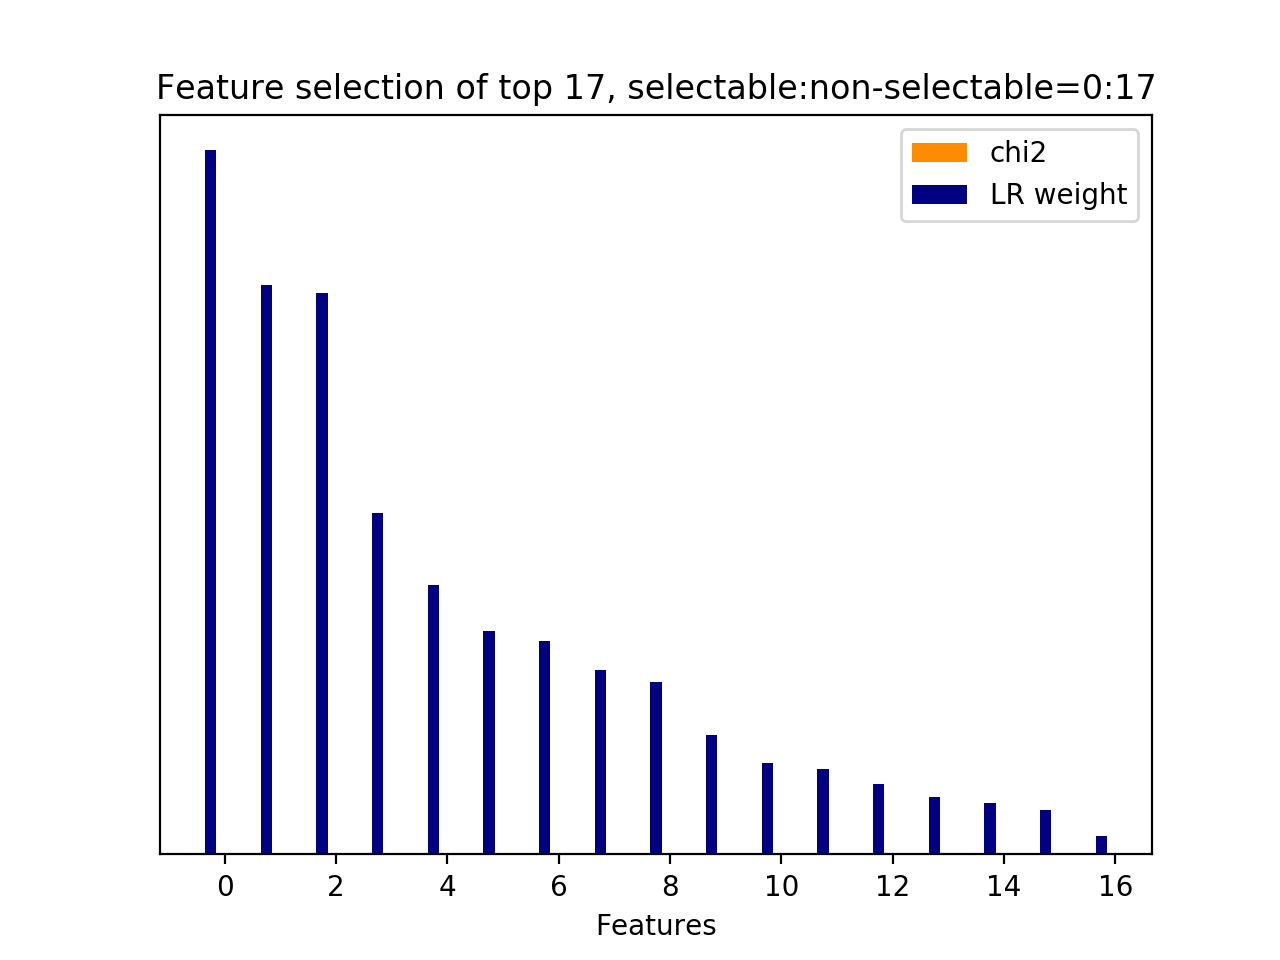 Feature selection of top 17, selectable:non-selectable=0:17
chi2
LR weight
0 2 4 6 8 10 12 14 16
Features